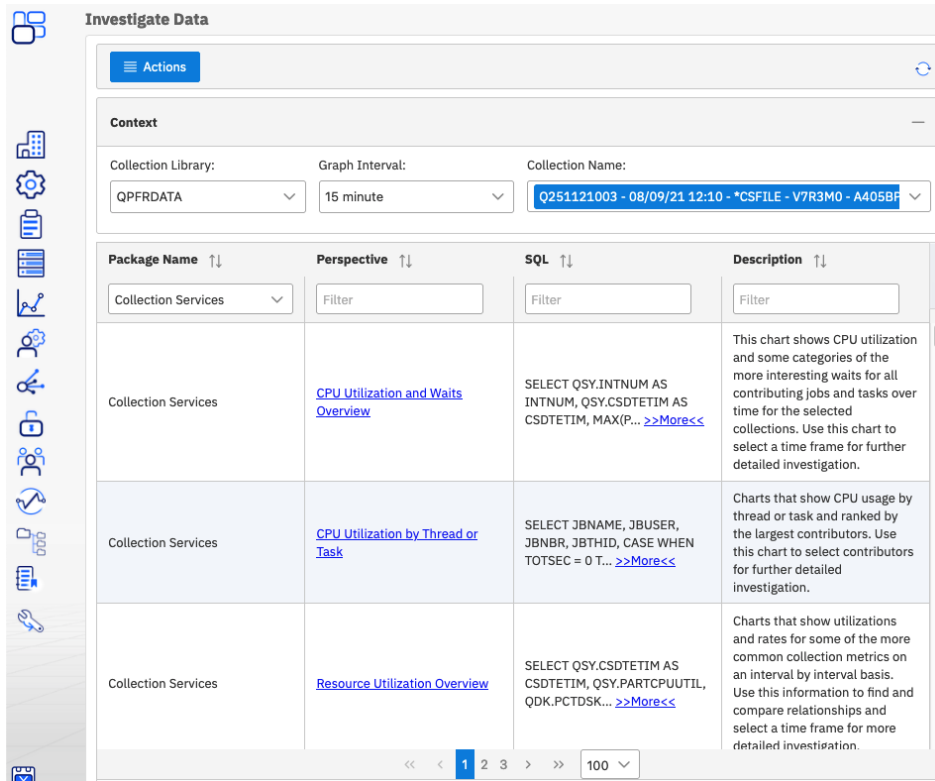 Investigate Data
Actions
Context
Collection Library:
Graph Interval:
Collection Name:
QPFRDATA
15 minute
Q251121003 - 08/09/21 12:10 - *CSFILE - V7R3M0 - A405BF
Package Name
Perspective
SQL
Description
Collection Services
Filter
Filter
Filter
Collection Services
CPU Utilization and Waits
Overview
SELECT QSY.INTNUM AS
INTNUM, QSY.CSDTETIM AS
CSDTETIM, MAX(P... >>More<<
This chart shows CPU utilization
and some categories of the
more interesting waits for all
contributing jobs and tasks over
time for the selected
collections. Use this chart to
select a time frame for further
detailed investigation.
Collection Services
CPU Utilization by Thread or
Task
SELECT JBNAME, JBUSER,
JBNBR, JBTHID, CASE WHEN
TOTSEC = 0 T... >>More<<
Charts that show CPU usage by
thread or task and ranked by
the largest contributors. Use
this chart to select contributors
for further detailed
investigation.
Collection Services
Resource Utilization Overview
SELECT QSY.CSDTETIM AS
CSDTETIM, QSY.PARTCPUUTIL,
QDK.PCTDSK... >>More<<
Charts that show utilizations
and rates for some of the more
common collection metrics on
an interval by interval basis.
Use this information to find and
compare relationships and
select a time frame for more
detailed investigation.
1 2 3
100